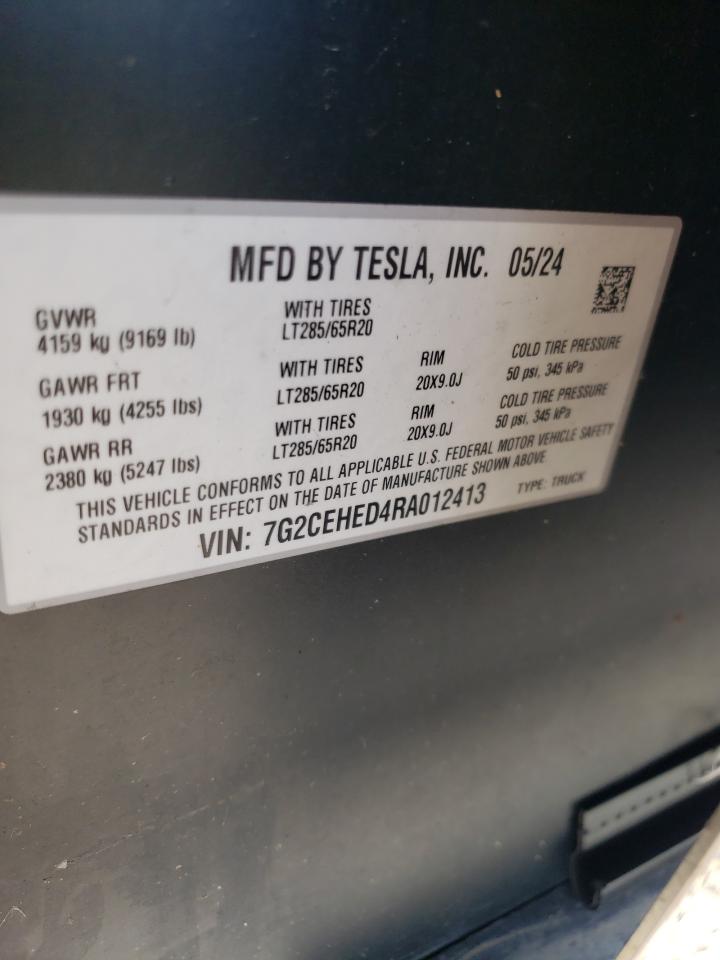 MFD BY TESLA, INC. 05/24
GVWR
4159 kg (9169 lb)
WITH TIRES
LT285/65R20
GAWR FRT
1930 kg (4255 lbs)
WITH TIRES
LT285/65R20
RIM
20X9.0J
COLD TIRE PRESSURE
50 psi, 345 kPa
GAWR RR
2380 kg (5247 lbs)
WITH TIRES
LT285/65R20
RIM
20X9.0J
COLD TIRE PRESSURE
50 psi, 345 kPa
THIS VEHICLE CONFORMS TO ALL APPLICABLE U.S. FEDERAL MOTOR VEHICLE SAFETY
STANDARDS IN EFFECT ON THE DATE OF MANUFACTURE SHOWN ABOVE
VIN: 7G2CEHED4RA012413
TYPE: TRUCK